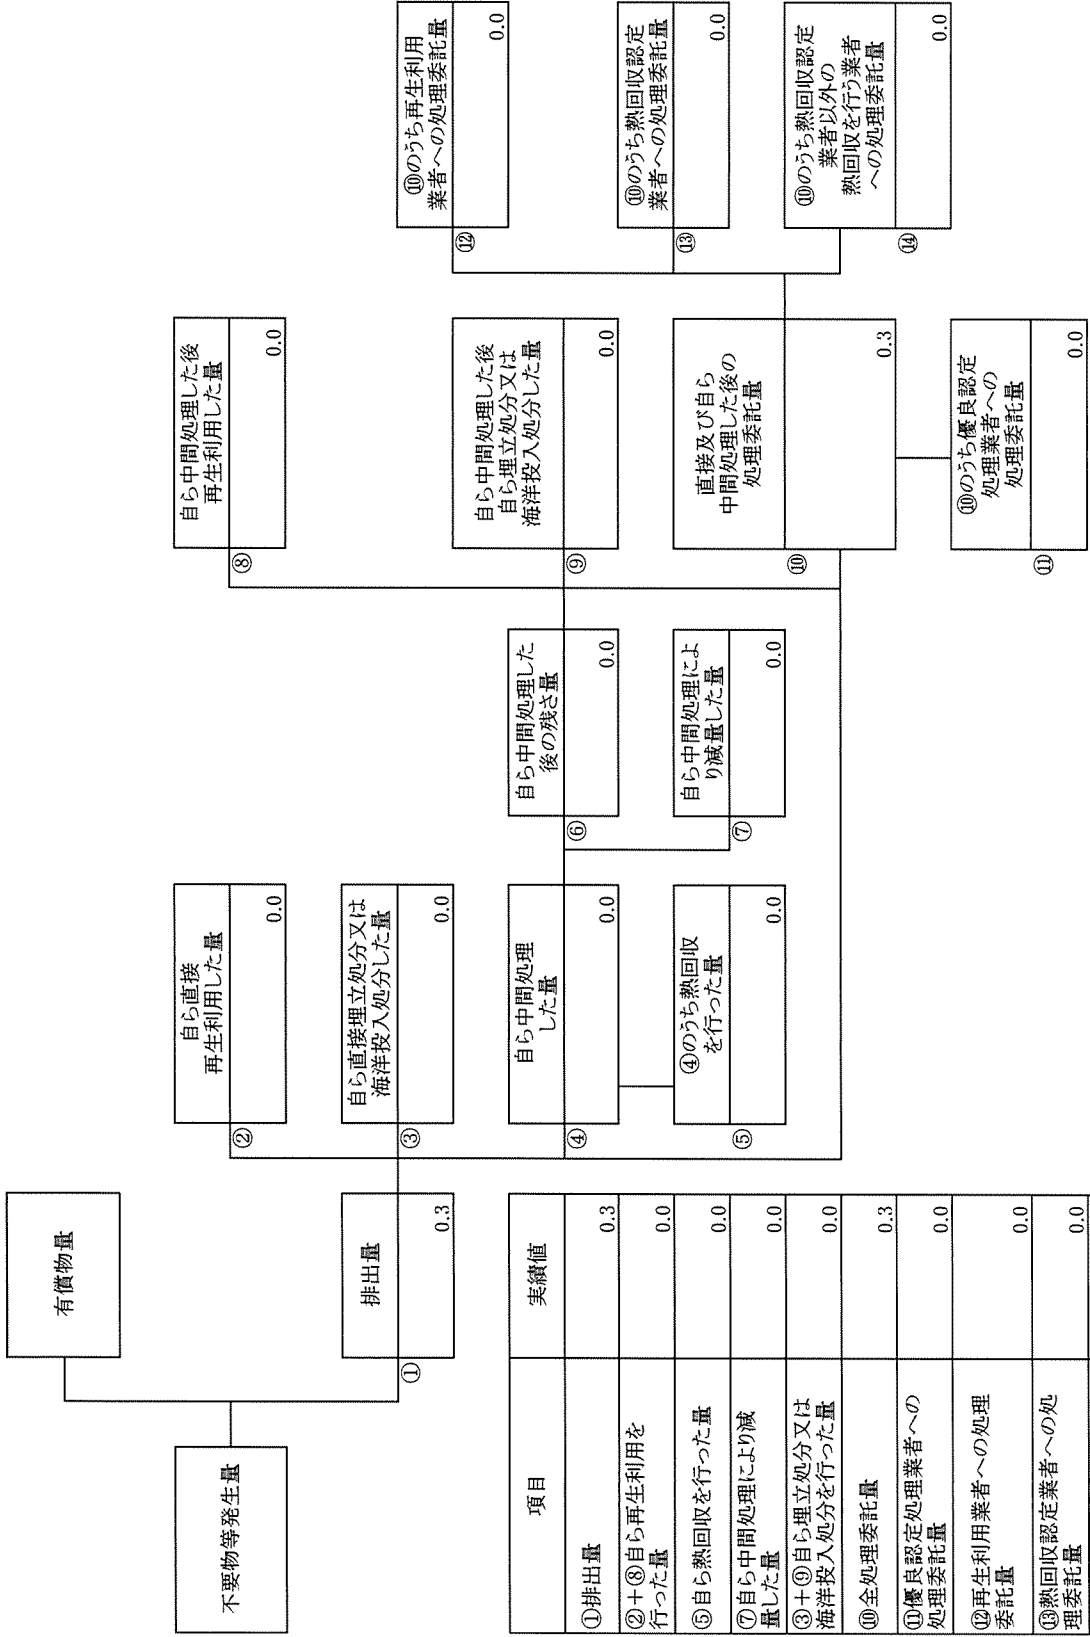 不要物等発生量
有償物量
排出量
①
0.3
自ら直接
再生利用した量
②
0.0
自ら直接埋立処分又は
海洋投入処分した量
③
0.0
自ら中間処理
した量
④
0.0
④のうち熱回収
を行った量
⑤
0.0
自ら中間処理した
後の残さ量
⑥
0.0
自ら中間処理によ
り減量した量
⑦
0.0
自ら中間処理した後
再生利用した量
⑧
0.0
自ら中間処理した後
自ら埋立処分又は
海洋投入処分した量
⑨
0.0
直接及び自ら
中間処理した後の
処理委託量
⑩
0.3
⑩のうち優良認定
処理業者への
処理委託量
⑪
0.0
⑩のうち再生利用
業者への処理委託量
⑫
0.0
⑩のうち熱回収認定
業者への処理委託量
⑬
0.0
⑩のうち熱回収認定
業者以外の
熱回収を行う業者
への処理委託量
⑭
0.0
項目 実績値
①排出量 0.3
②＋⑧自ら再生利用を
行った量 0.0
⑤自ら熱回収を行った量 0.0
⑦自ら中間処理により減
量した量 0.0
③＋⑨自ら埋立処分又は
海洋投入処分を行った量 0.0
⑩全処理委託量 0.3
⑪優良認定処理業者への
処理委託量 0.0
⑫再生利用業者への処理
委託量 0.0
⑬熱回収認定業者への処
理委託量 0.0